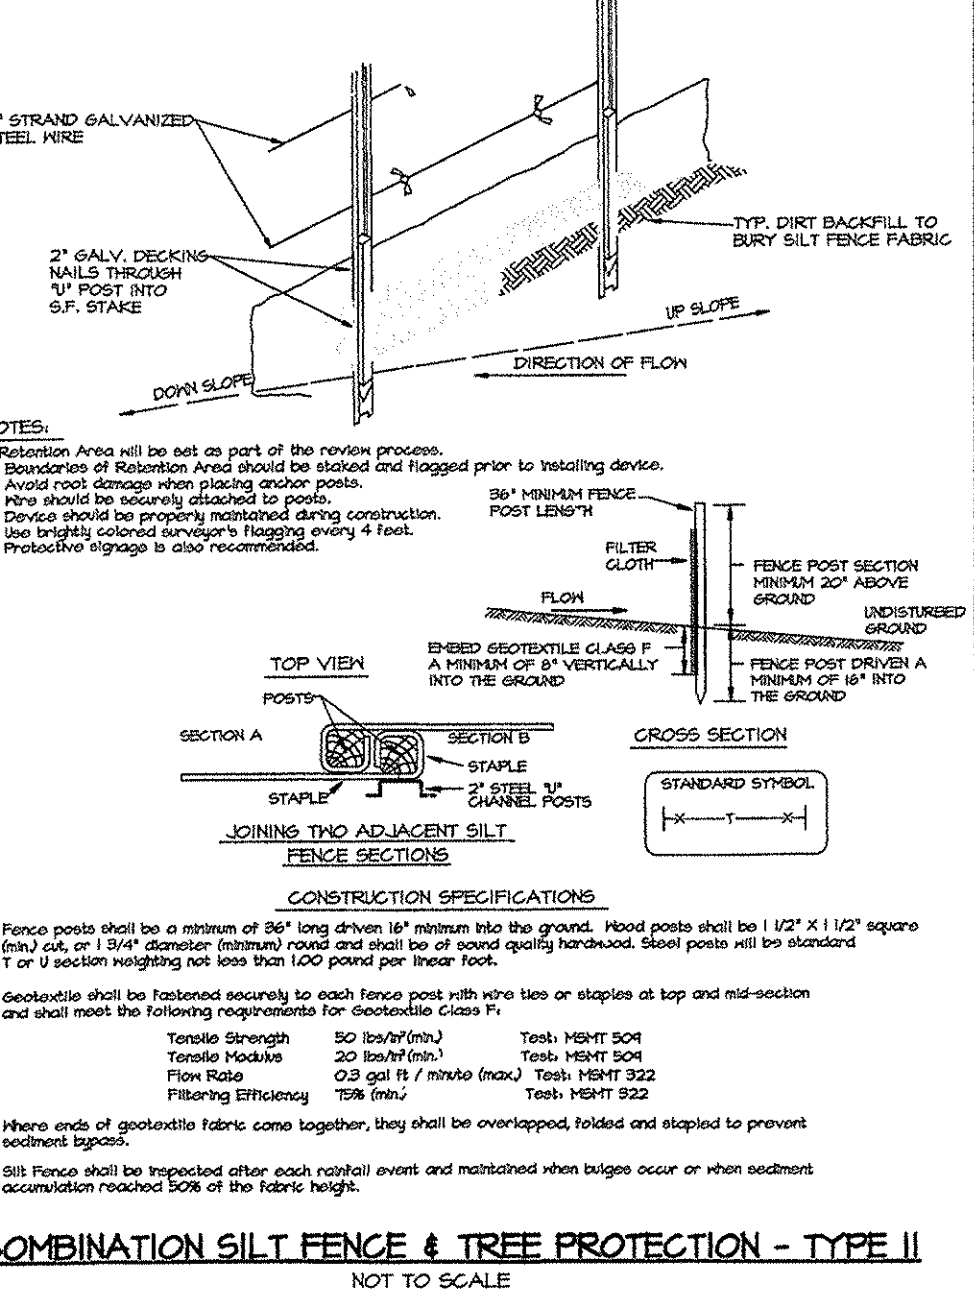 STRAND GALVANIZED
WIRE
2" GALV. DECKING
NAILS THROUGH
"U" POST INTO
S.F. STAKE
TYP. DIRT BACKFILL TO
BURY SILT FENCE FABRIC
UP SLOPE
DIRECTION OF FLOW
DOWN SLOPE
Retention Area will be set as part of the review process.
Boundaries of Retention Area should be staked and flagged prior to installing device.
Avoid root damage when placing anchor posts.
Wire should be securely attached to posts.
Device should be properly maintained during construction.
Use brightly colored surveyor's flagging every 4 feet.
Protective signage is also recommended.
36" MINIMUM FENCE
POST LENGTH
FILTER
CLOTH
FENCE POST SECTION
MINIMUM 20" ABOVE
GROUND
FLOW
UNDISTURBED
GROUND
EMBED GEOTEXTILE CLASS F
A MINIMUM OF 8" VERTICALLY
INTO THE GROUND
FENCE POST DRIVEN A
MINIMUM OF 16" INTO
THE GROUND
CROSS SECTION
TOP VIEW
POSTS
SECTION A
SECTION B
STAPLE
STAPLE
2" STEEL "U"
CHANNEL POSTS
JOINING TWO ADJACENT SILT
FENCE SECTIONS
STANDARD SYMBOL
X T X
CONSTRUCTION SPECIFICATIONS
Fence posts shall be a minimum of 36" long driven 16" minimum into the ground. Wood posts shall be 1 1/2" X 1 1/2" square
(min.) cut, or 1 3/4" diameter (minimum) round and shall be of sound quality hardwood. Steel posts will be standard
T or U section weighting not less than 1.00 pound per linear foot.
Geotextile shall be fastened securely to each fence post with wire ties or staples at top and mid-section
and shall meet the following requirements for Geotextile Class F:
Tensile Strength 50 lbs/in² (min.) Test: MSMT 509
Tensile Modulus 20 lbs/in² (min.) Test: MSMT 509
Flow Rate 0.3 gal ft / minute (max.) Test: MSMT 322
Filtering Efficiency 75% (min.) Test: MSMT 322
Where ends of geotextile fabric come together, they shall be overlapped, folded and stapled to prevent
sediment bypass.
Silt Fence shall be inspected after each rainfall event and maintained when bulges occur or when sediment
accumulation reached 50% of the fabric height.
COMBINATION SILT FENCE & TREE PROTECTION - TYPE II
NOT TO SCALE